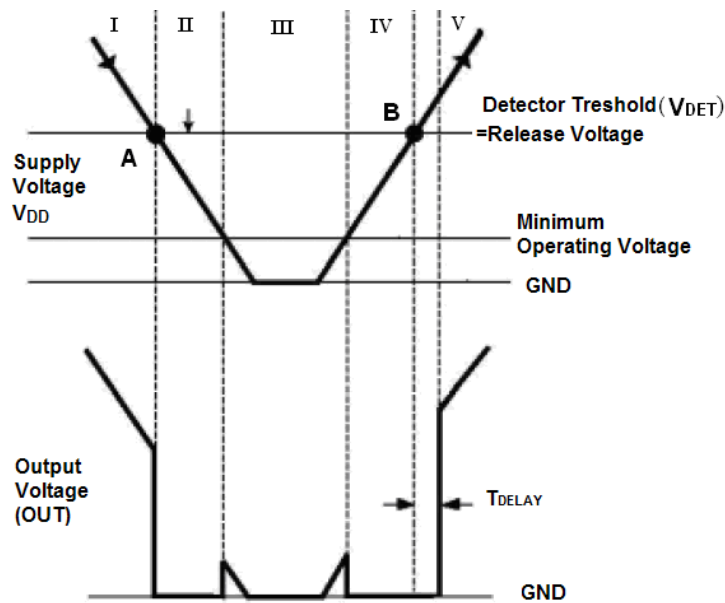 I II III IV V
B
Detector Treshold (VDET)
=Release Voltage
A
Supply
Voltage
VDD
Minimum
Operating Voltage
GND
Output
Voltage
(OUT)
TDELAY
GND